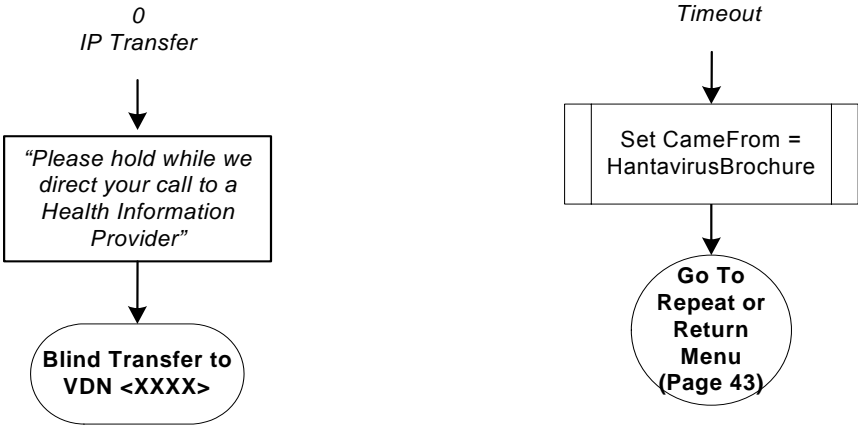 0
IP Transfer
“Please hold while we
direct your call to a
Health Information
Provider”
Blind Transfer to
VDN <XXXX>
Timeout
Set CameFrom =
HantavirusBrochure
Go To
Repeat or
Return
Menu
(Page 43)